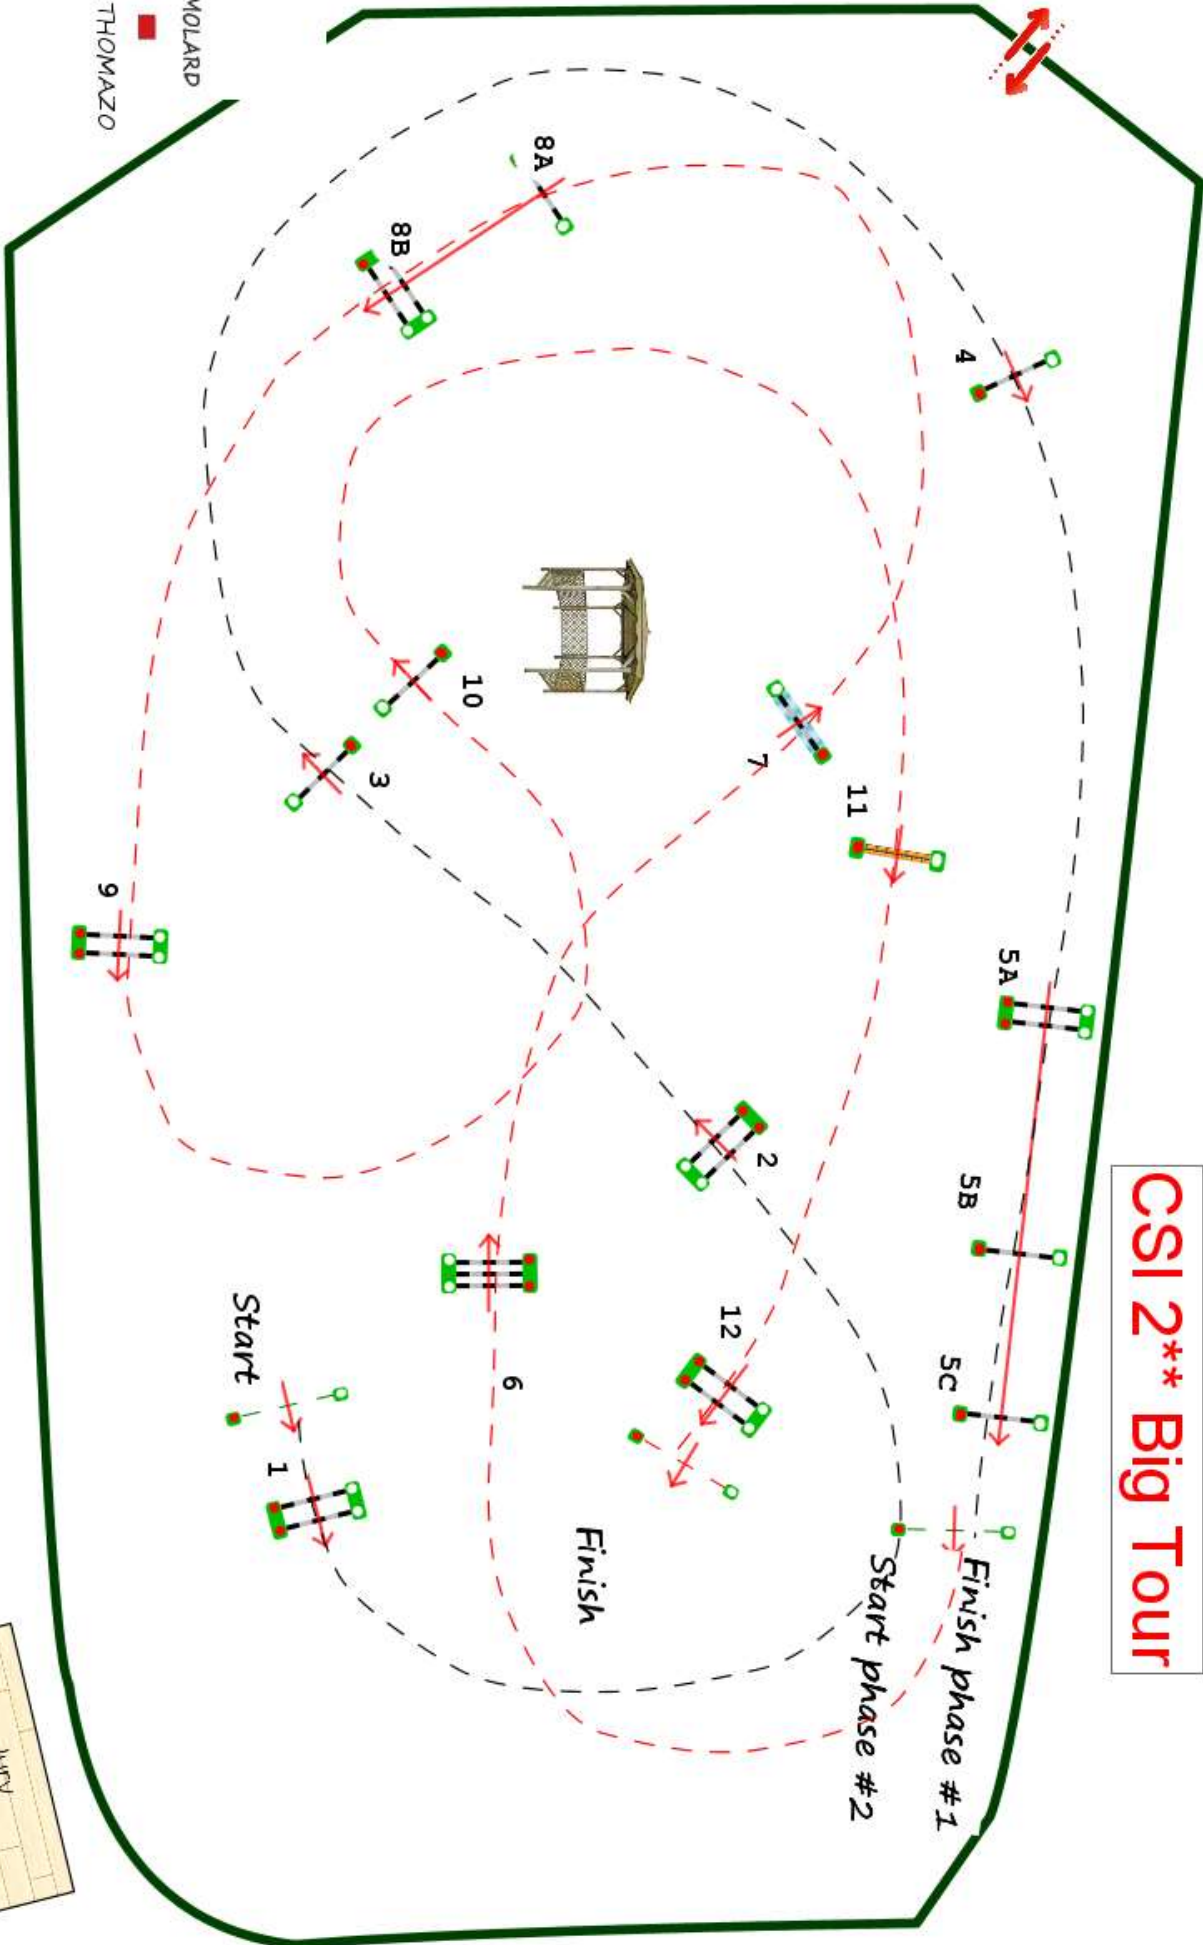 CSI 2** Big Tour
MOLARD
THOMAZO
Start
1
2
3
4
5A
5B
5C
Finish phase #1
Start phase #2
6
7
8A
8B
9
10
11
12
Finish